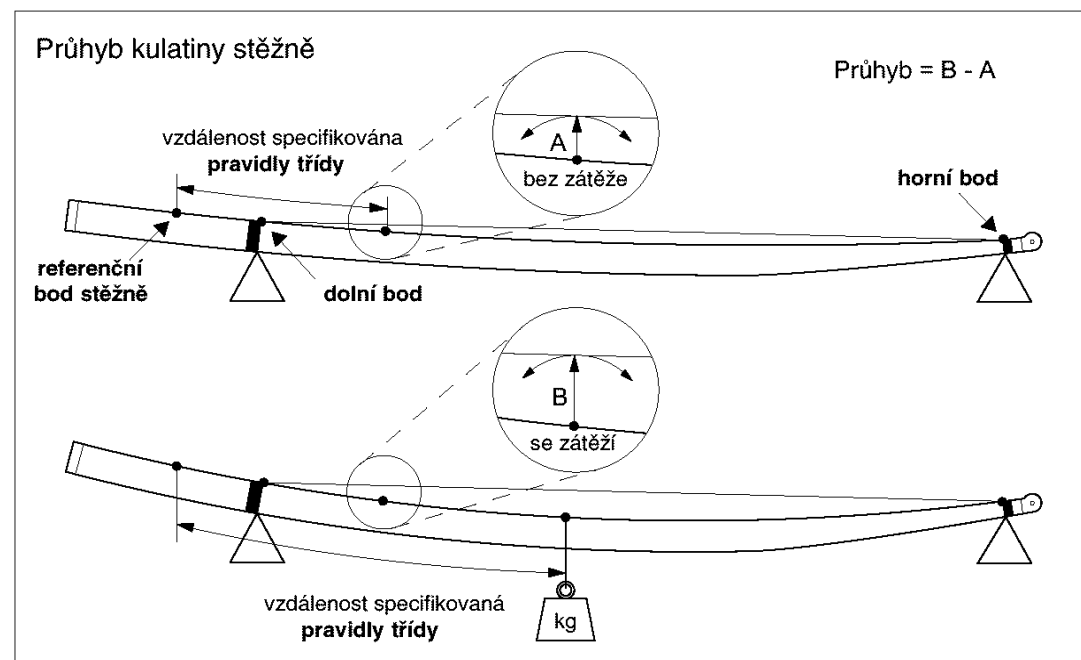 Průhyb kulatiny stěžně
Průhyb = B - A
vzdálenost specifikována
pravidly třídy
A
bez zátěže
horní bod
referenční
bod stěžně
dolní bod
B
se zátěží
vzdálenost specifikovaná
pravidly třídy
kg